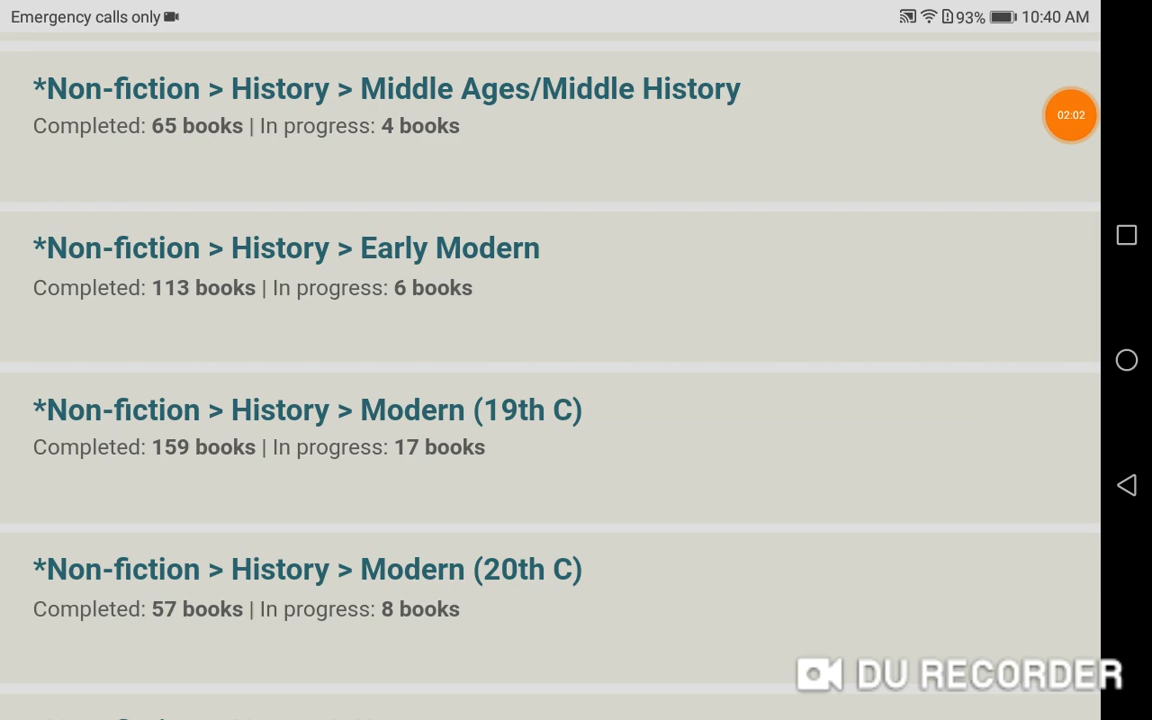 Emergency calls only
93% 10:40 AM
*Non-fiction > History > Middle Ages/Middle History
Completed: 65 books | In progress: 4 books
02:02
*Non-fiction > History > Early Modern
Completed: 113 books | In progress: 6 books
*Non-fiction > History > Modern (19th C)
Completed: 159 books | In progress: 17 books
*Non-fiction > History > Modern (20th C)
Completed: 57 books | In progress: 8 books
DU RECORDER